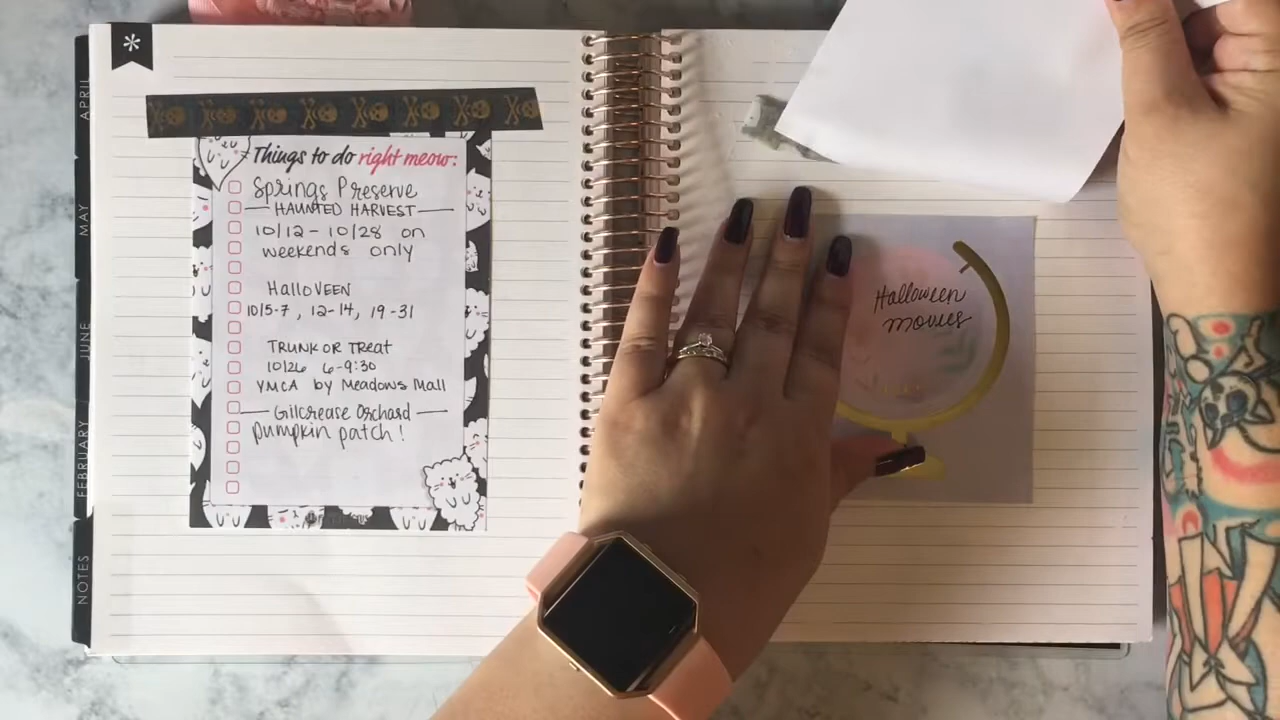 APRIL
MAY
JUNE
FEBRUARY
NOTES
*
Things to do right meow:
Springs Preserve
— HAUNTED HARVEST —
10/12 - 10/28 on
weekends only
HALLOVEEN
10/5-7, 12-14, 19-31
TRUNK OR TREAT
10/26 6-9:30
YMCA by Meadows Mall
— Gilcrease Orchard —
pumpkin patch!
Halloween
movies